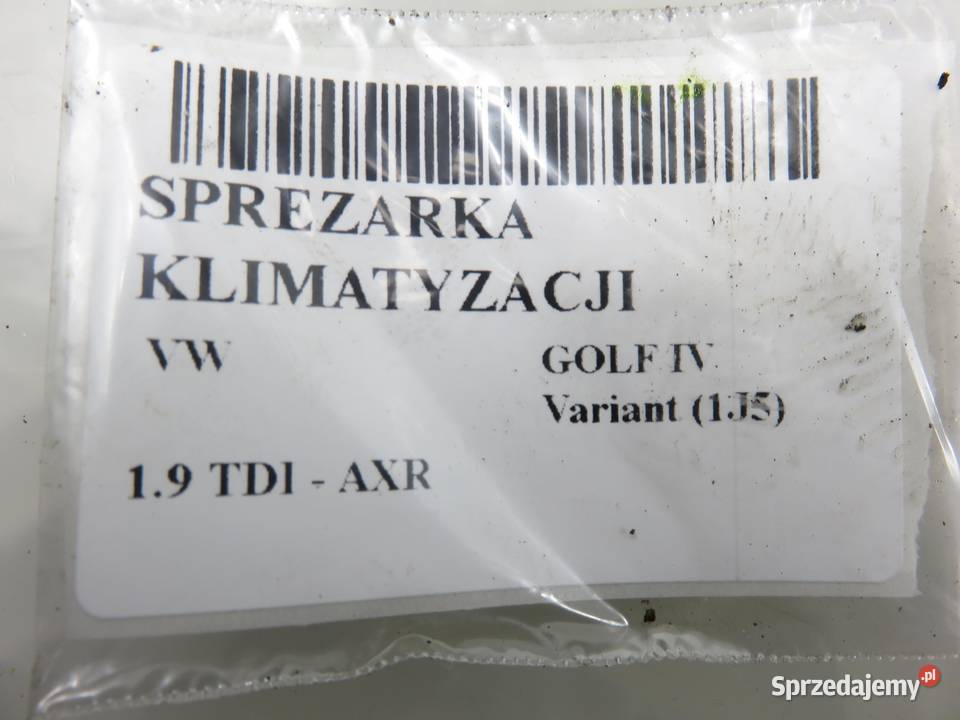 SPREZARKA
KLIMATYZACJI
VW GOLF IV
Variant (1J5)
1.9 TDI - AXR
Sprzedajemy.pl